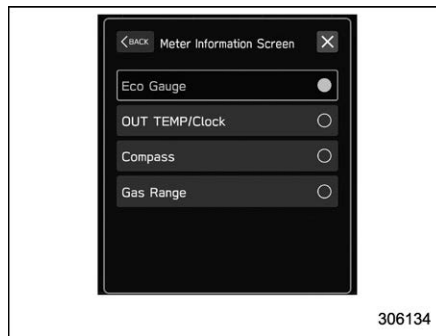 BACK Meter Information Screen X
Eco Gauge
OUT TEMP/Clock
Compass
Gas Range
306134